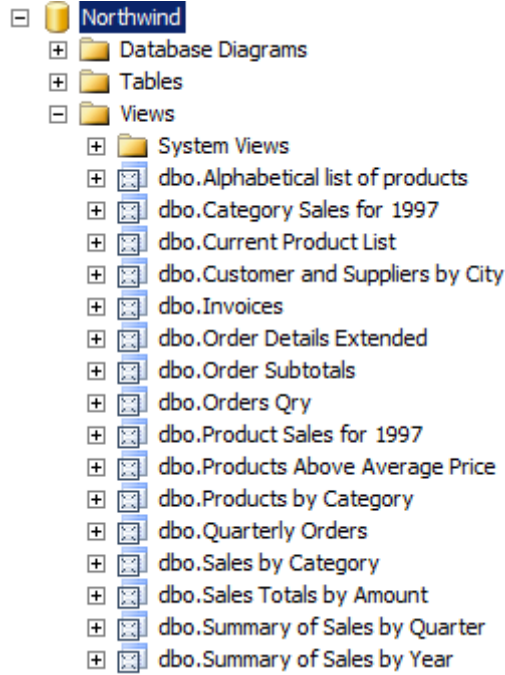 Northwind
Database Diagrams
Tables
Views
System Views
dbo.Alphabetical list of products
dbo.Category Sales for 1997
dbo.Current Product List
dbo.Customer and Suppliers by City
dbo.Invoices
dbo.Order Details Extended
dbo.Order Subtotals
dbo.Orders Qry
dbo.Product Sales for 1997
dbo.Products Above Average Price
dbo.Products by Category
dbo.Quarterly Orders
dbo.Sales by Category
dbo.Sales Totals by Amount
dbo.Summary of Sales by Quarter
dbo.Summary of Sales by Year